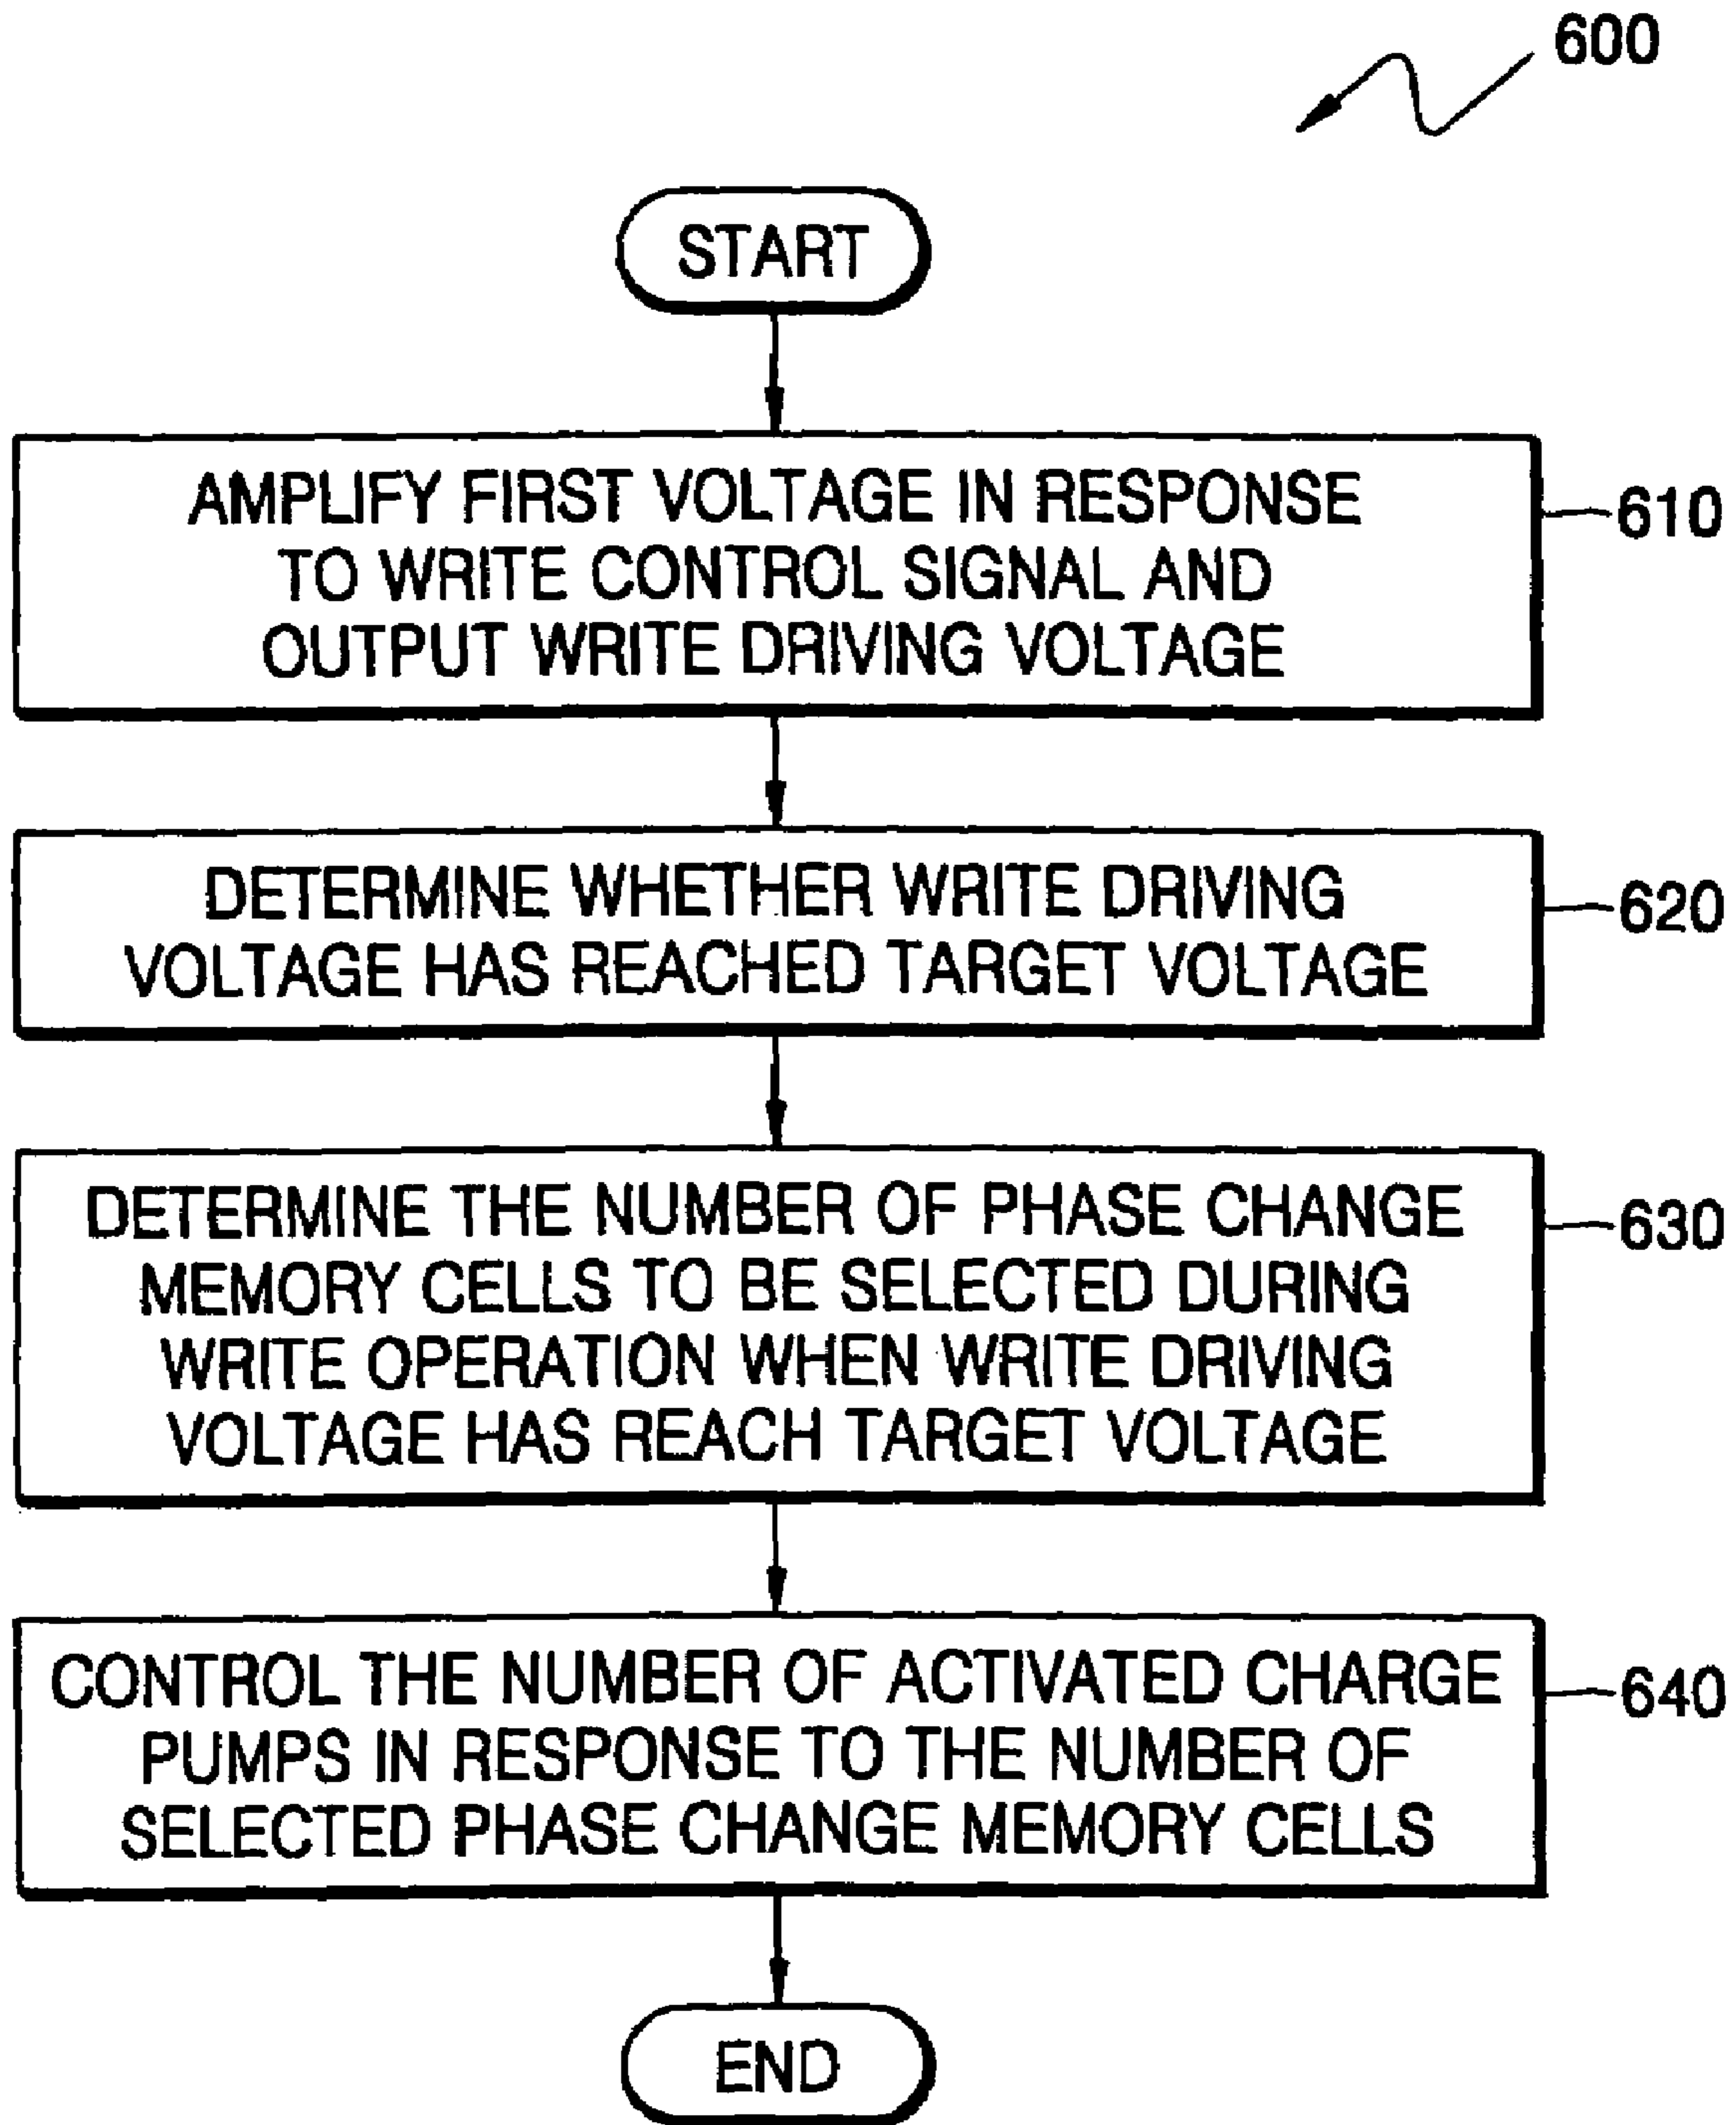 600
START
AMPLIFY FIRST VOLTAGE IN RESPONSE
TO WRITE CONTROL SIGNAL AND
OUTPUT WRITE DRIVING VOLTAGE
610
DETERMINE WHETHER WRITE DRIVING
VOLTAGE HAS REACHED TARGET VOLTAGE
620
DETERMINE THE NUMBER OF PHASE CHANGE
MEMORY CELLS TO BE SELECTED DURING
WRITE OPERATION WHEN WRITE DRIVING
VOLTAGE HAS REACH TARGET VOLTAGE
630
CONTROL THE NUMBER OF ACTIVATED CHARGE
PUMPS IN RESPONSE TO THE NUMBER OF
SELECTED PHASE CHANGE MEMORY CELLS
640
END